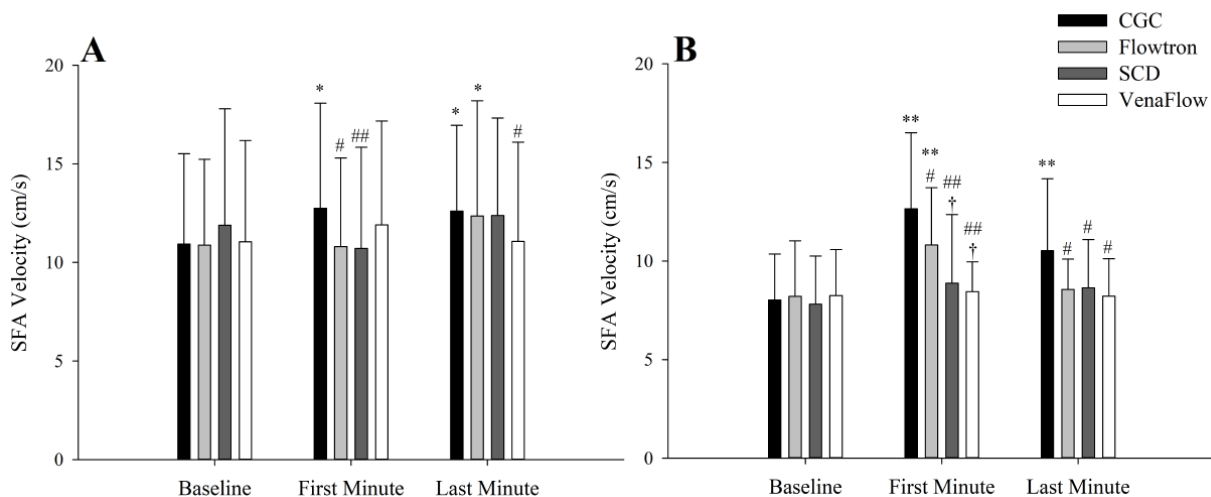 A
SFA Velocity (cm/s)
20
15
10
5
0
*
#
##
*
*
#
Baseline
First Minute
Last Minute
B
CGC
Flowtron
SCD
VenaFlow
SFA Velocity (cm/s)
20
15
10
5
0
**
**
#
##
†
##
†
**
#
#
#
Baseline
First Minute
Last Minute